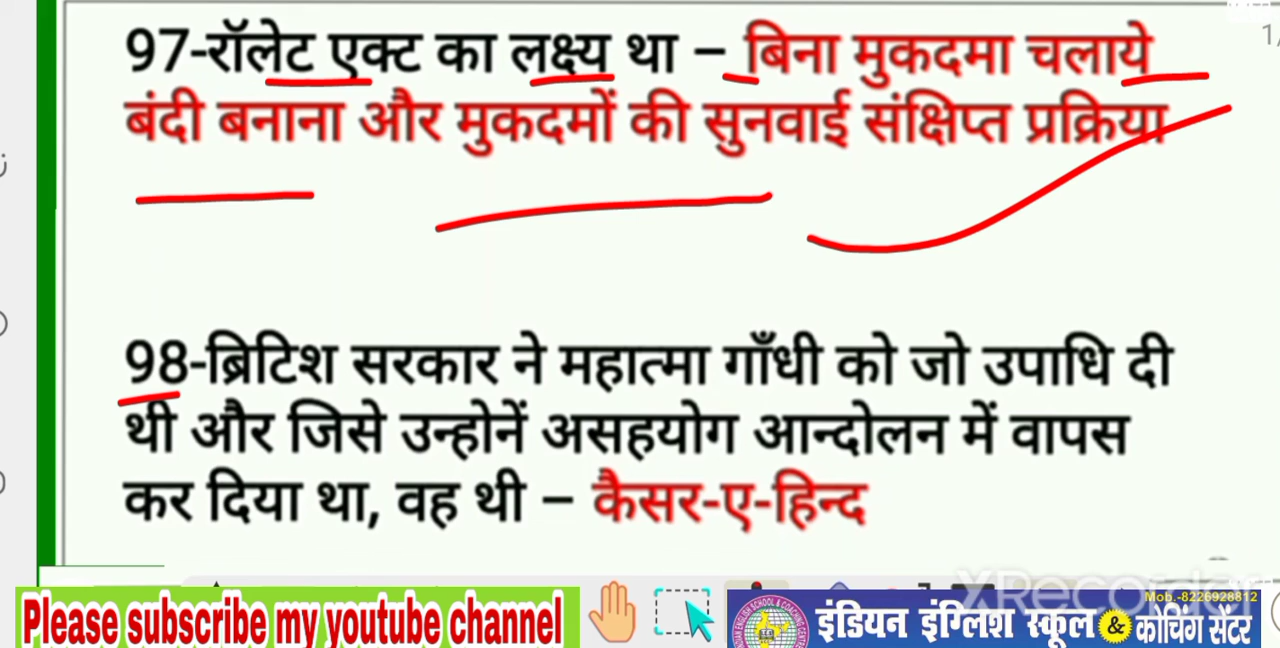 97-रॉलेट एक्ट का लक्ष्य था – बिना मुकदमा चलाये
बंदी बनाना और मुकदमों की सुनवाई संक्षिप्त प्रक्रिया
98-ब्रिटिश सरकार ने महात्मा गाँधी को जो उपाधि दी
थी और जिसे उन्होनें असहयोग आन्दोलन में वापस
कर दिया था, वह थी – कैसर-ए-हिन्द
XRecorder
Mob.-8226928812
Please subscribe my youtube channel
इंडियन इंग्लिश स्कूल & कोचिंग सेंटर